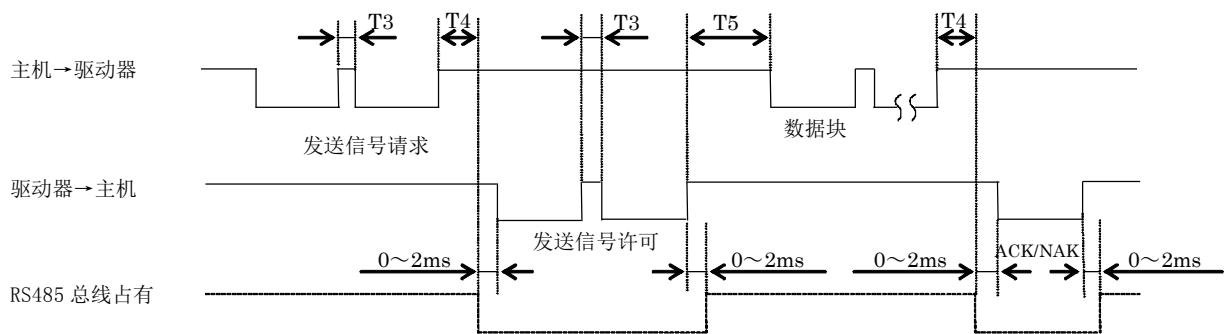 T3
T4
T3
T5
T4
主机→驱动器
发送信号请求
数据块
驱动器→主机
发送信号许可
ACK/NAK
0～2ms
0～2ms
0～2ms
0～2ms
RS485 总线占有